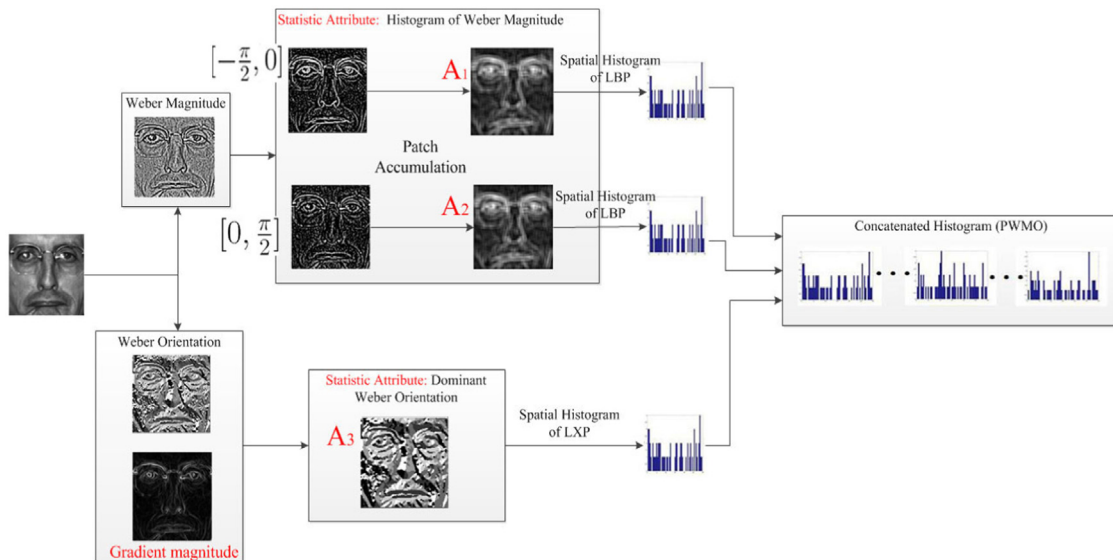 Statistic Attribute: Histogram of Weber Magnitude
[-π/2, 0]
A1
Spatial Histogram
of LBP
Weber Magnitude
Patch
Accumulation
[0, π/2]
A2
Spatial Histogram
of LBP
Concatenated Histogram (PWMO)
Weber Orientation
Gradient magnitude
Statistic Attribute: Dominant
Weber Orientation
A3
Spatial Histogram
of LXP